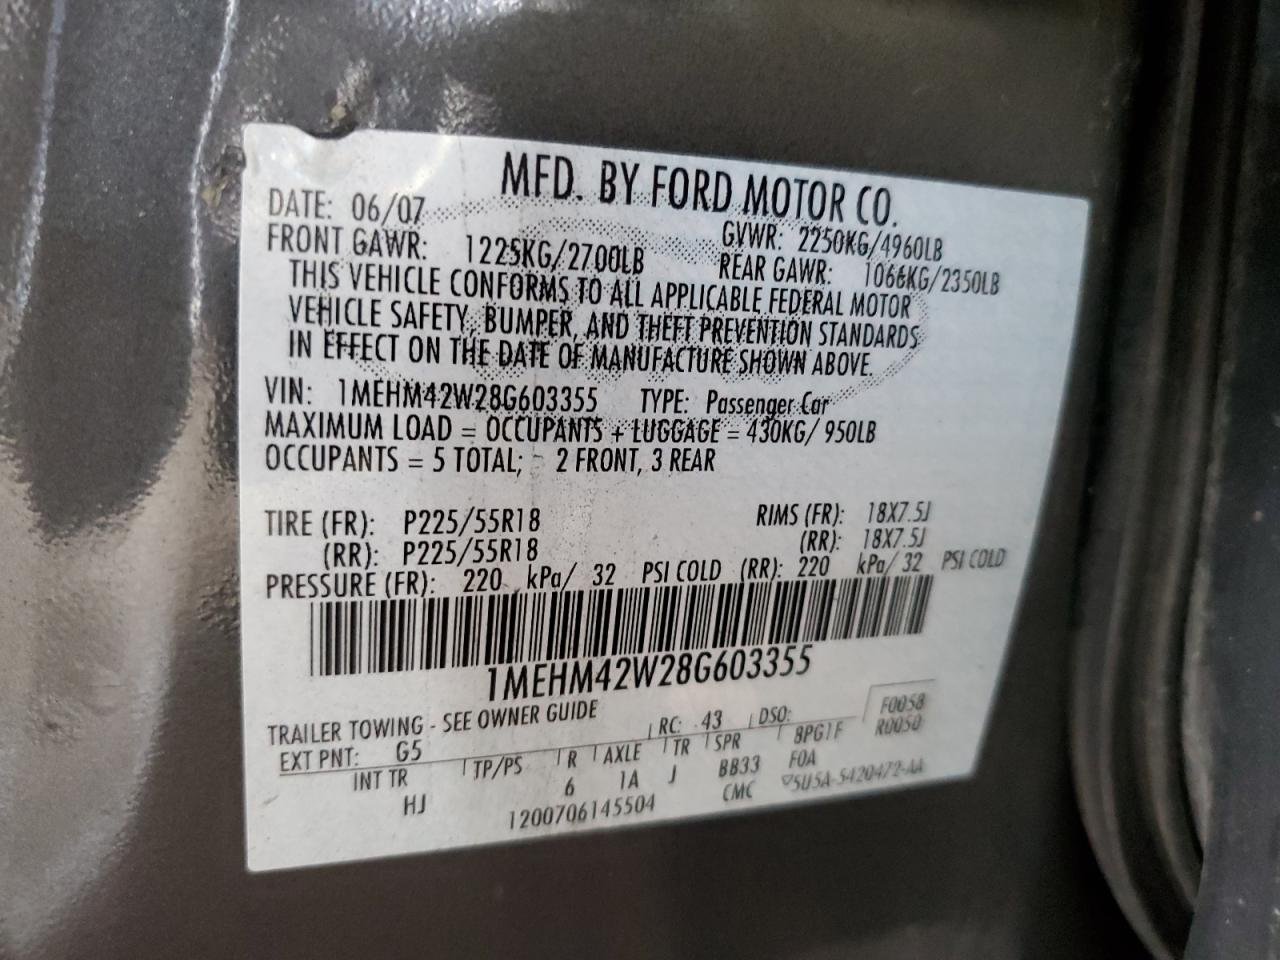 MFD. BY FORD MOTOR CO.
DATE: 06/07 GVWR: 2250KG/4960LB
FRONT GAWR: 1225KG/2700LB REAR GAWR: 1066KG/2350LB
THIS VEHICLE CONFORMS TO ALL APPLICABLE FEDERAL MOTOR
VEHICLE SAFETY, BUMPER, AND THEFT PREVENTION STANDARDS
IN EFFECT ON THE DATE OF MANUFACTURE SHOWN ABOVE.
VIN: 1MEHM42W28G603355 TYPE: Passenger Car
MAXIMUM LOAD = OCCUPANTS + LUGGAGE = 430KG/ 950LB
OCCUPANTS = 5 TOTAL; - 2 FRONT, 3 REAR
TIRE (FR): P225/55R18 RIMS (FR): 18X7.5J
(RR): P225/55R18 (RR): 18X7.5J
PRESSURE (FR): 220 kPa/ 32 PSI COLD (RR): 220 kPa/ 32 PSI COLD
1MEHM42W28G603355
TRAILER TOWING - SEE OWNER GUIDE
EXT PNT: G5 RC: 43 DSO: F0058
R0050
INT TR TP/PS R AXLE TR SPR 8PG1F
HJ 6 1A J BB33 FOA
1200706145504 CMC 5U5A-5420472-AA